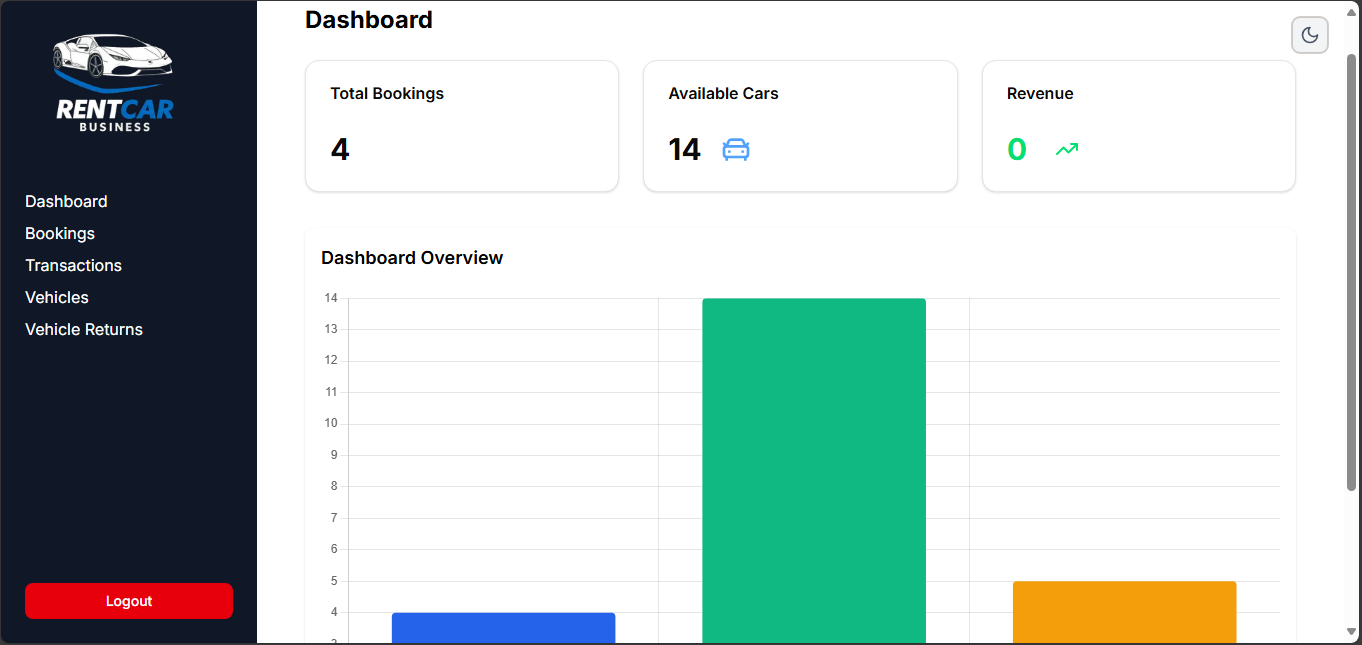 RENTCAR
BUSINESS
Dashboard
Bookings
Transactions
Vehicles
Vehicle Returns
Logout
Dashboard
Total Bookings
4
Available Cars
14
Revenue
0
Dashboard Overview
14
13
12
11
10
9
8
7
6
5
4